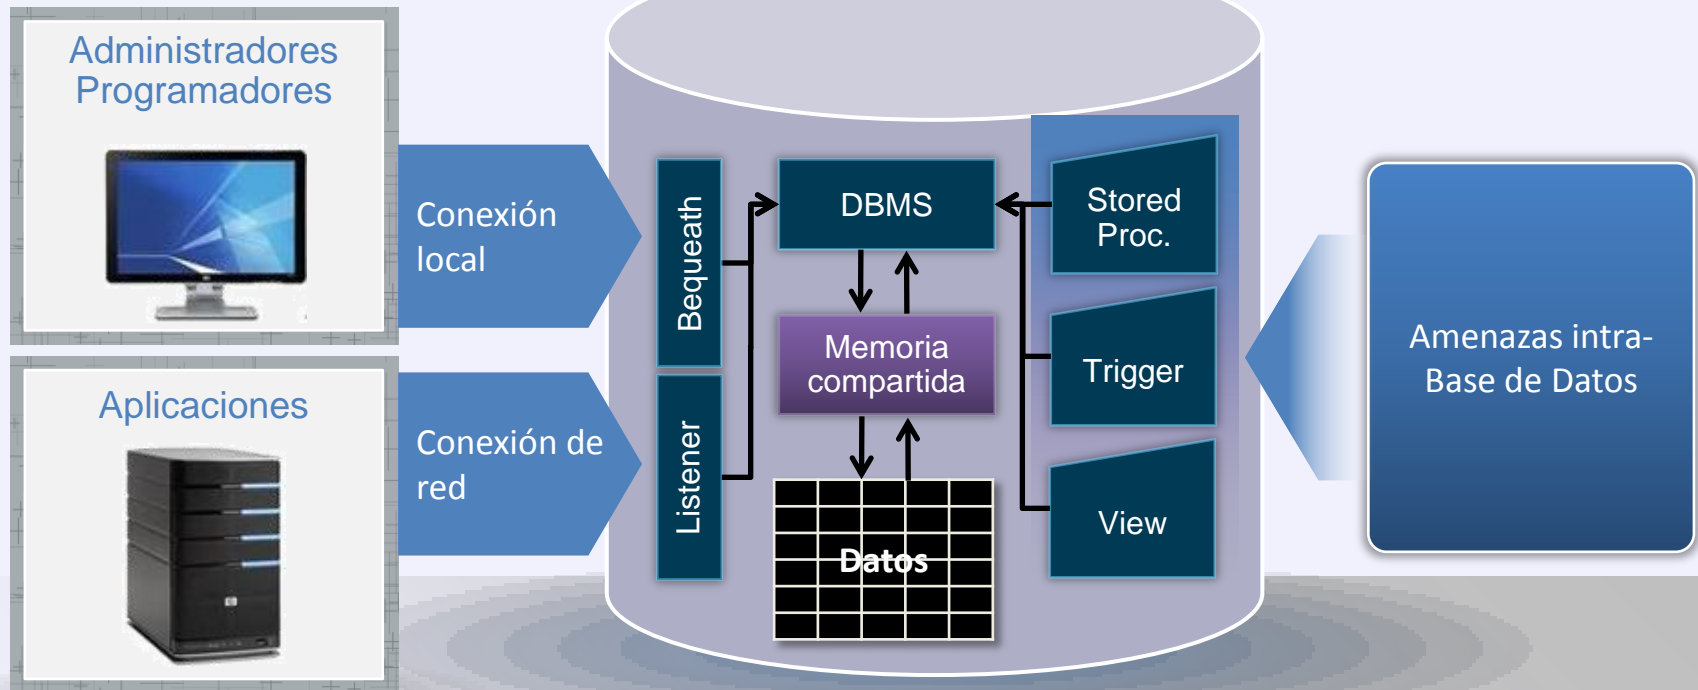 Administradores
Programadores
Conexión
local
Aplicaciones
Conexión de
red
Bequeath
Listener
DBMS
Memoria
compartida
Datos
Stored
Proc.
Trigger
View
Amenazas intra-
Base de Datos